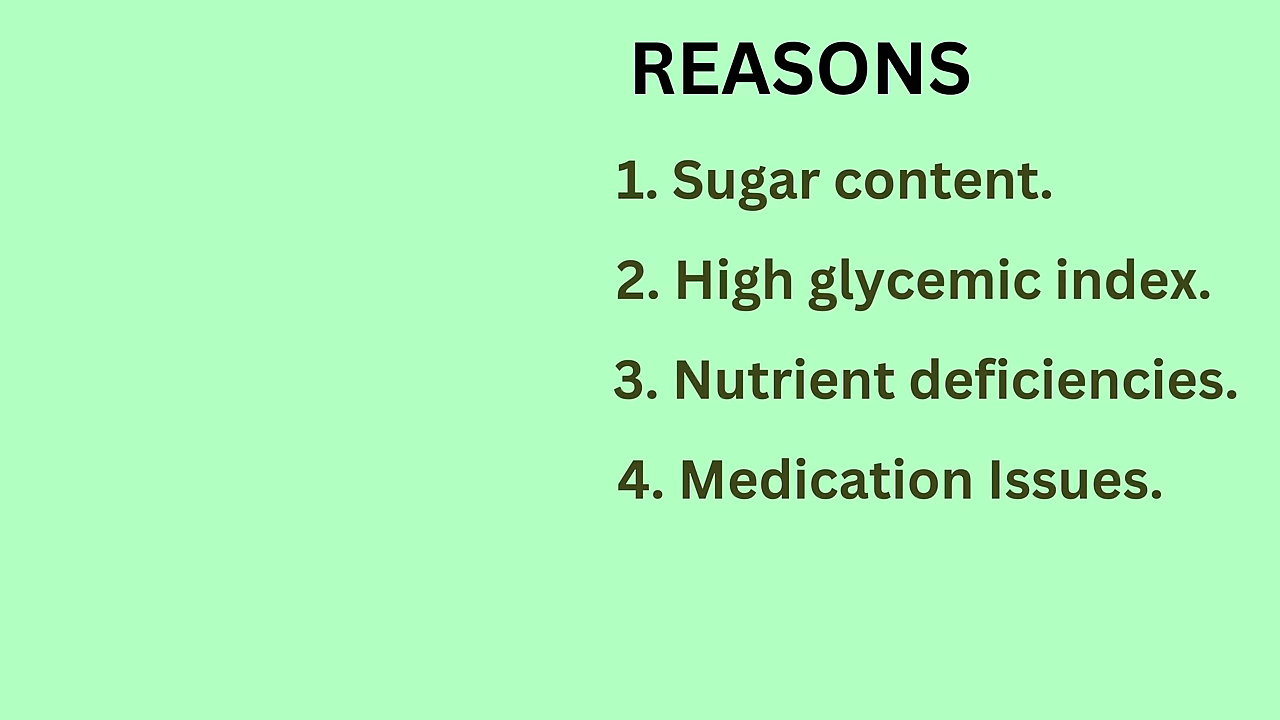 REASONS
1. Sugar content.
2. High glycemic index.
3. Nutrient deficiencies.
4. Medication Issues.